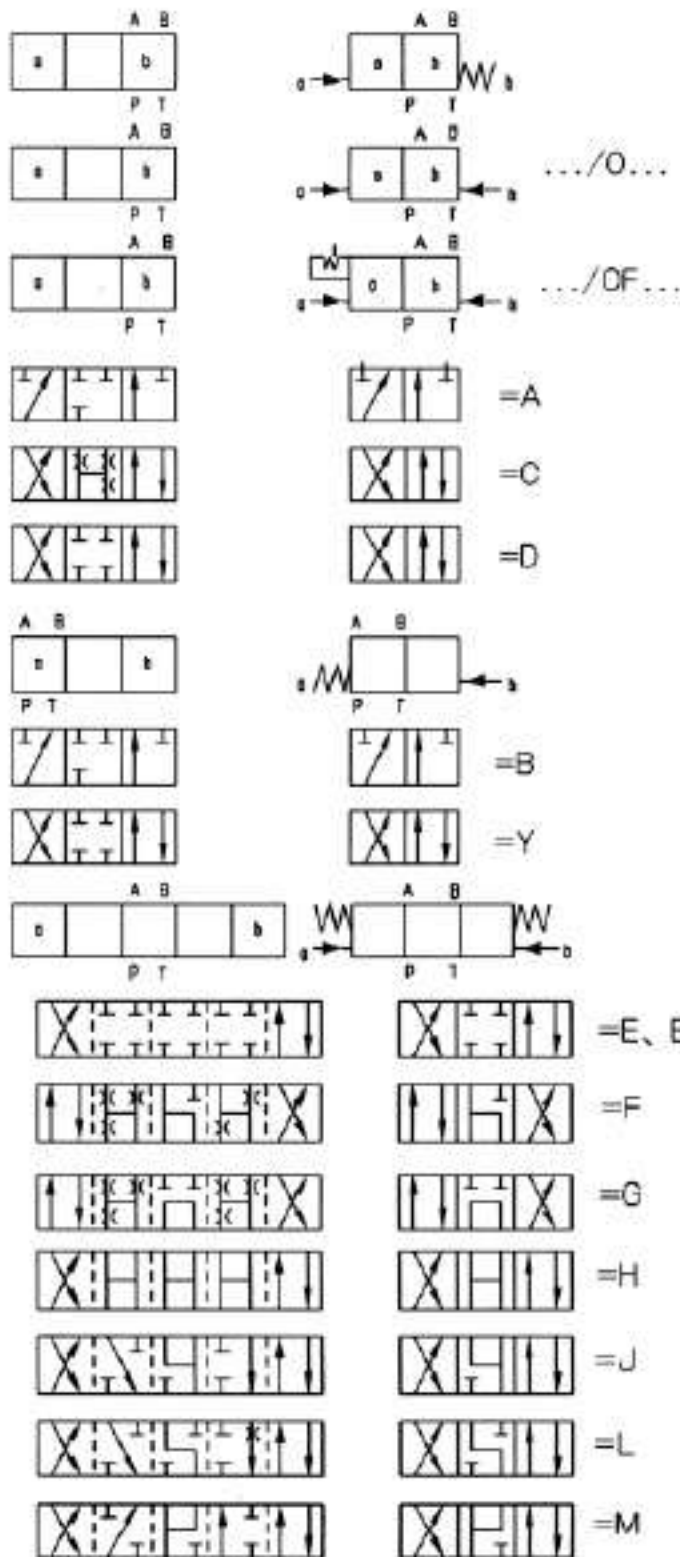 A B A B
a b a a b b
P T P T
A B A D
a b a a b a .../O...
P T P T
A B A B
a b a O b a .../OF...
P T P T
=A
=C
=D
A B A B
a b a a
P T P T
=B
=Y
A B A B
a b a b
P T P T
=E、E
=F
=G
=H
=J
=L
=M